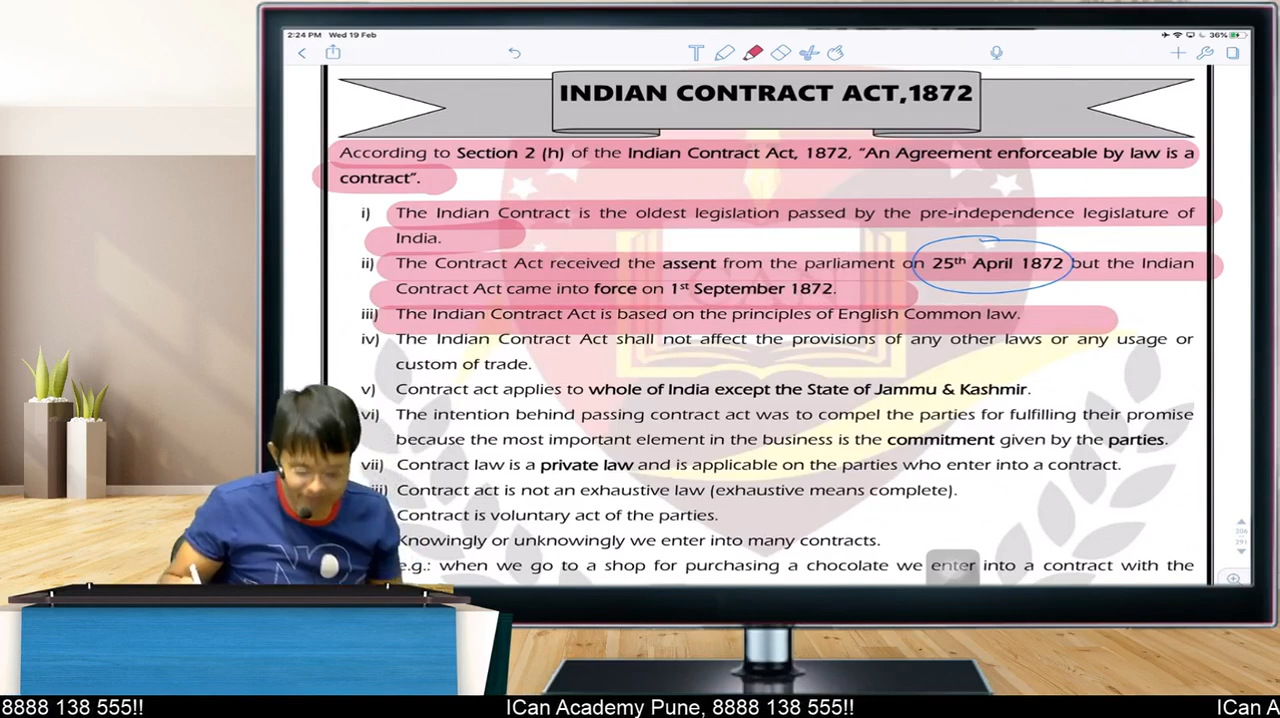 2:24 PM Wed 19 Feb
36%
INDIAN CONTRACT ACT,1872
According to Section 2 (h) of the Indian Contract Act, 1872, “An Agreement enforceable by law is a
contract”.
i) The Indian Contract is the oldest legislation passed by the pre-independence legislature of
India.
ii) The Contract Act received the assent from the parliament on 25th April 1872 but the Indian
Contract Act came into force on 1st September 1872.
iii) The Indian Contract Act is based on the principles of English Common law.
iv) The Indian Contract Act shall not affect the provisions of any other laws or any usage or
custom of trade.
v) Contract act applies to whole of India except the State of Jammu & Kashmir.
vi) The intention behind passing contract act was to compel the parties for fulfilling their promise
because the most important element in the business is the commitment given by the parties.
vii) Contract law is a private law and is applicable on the parties who enter into a contract.
Contract act is not an exhaustive law (exhaustive means complete).
Contract is voluntary act of the parties.
Knowingly or unknowingly we enter into many contracts.
e.g.: when we go to a shop for purchasing a chocolate we enter into a contract with the
NO
8888 138 555!! ICan Academy Pune, 8888 138 555!! ICan A